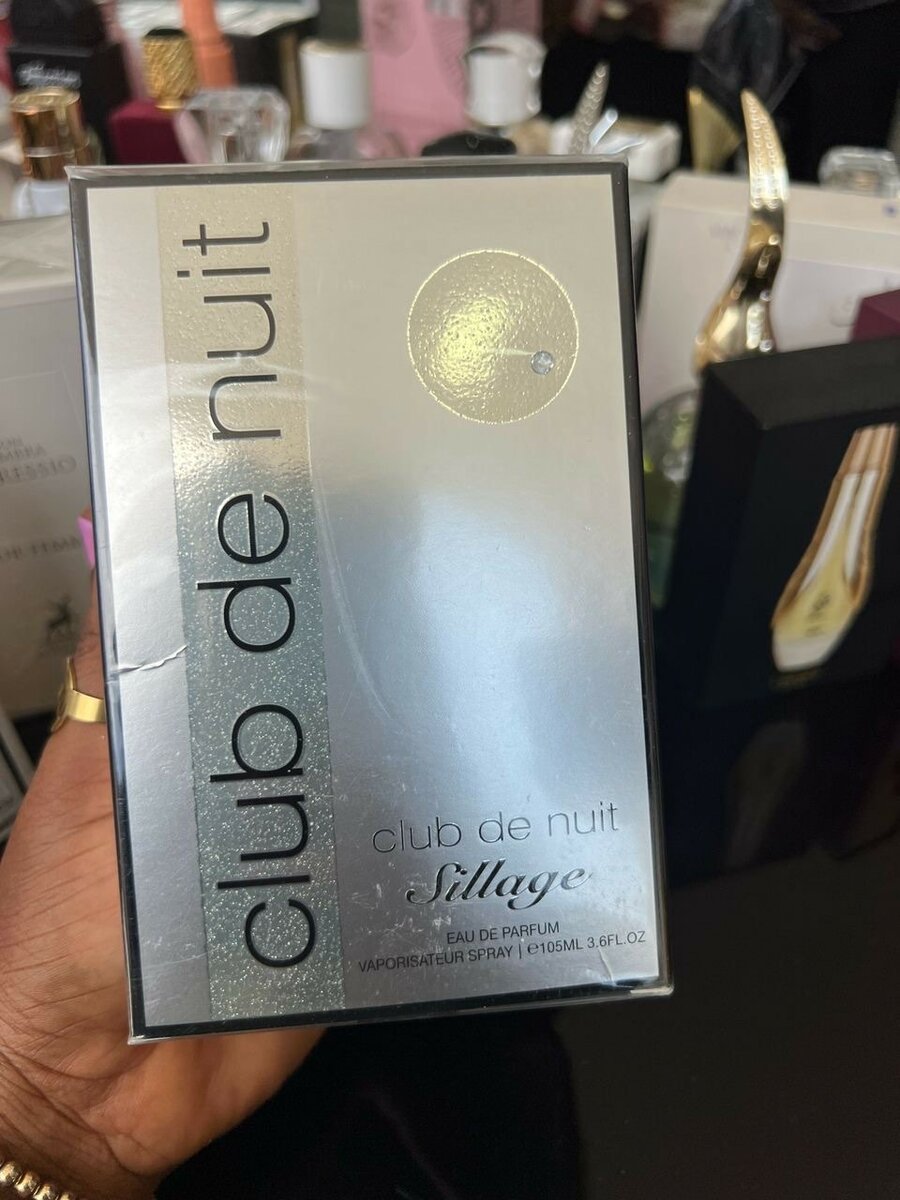 club de nuit
club de nuit
Sillage
EAU DE PARFUM
VAPORISATEUR SPRAY | ℮105ML 3.6FL.OZ